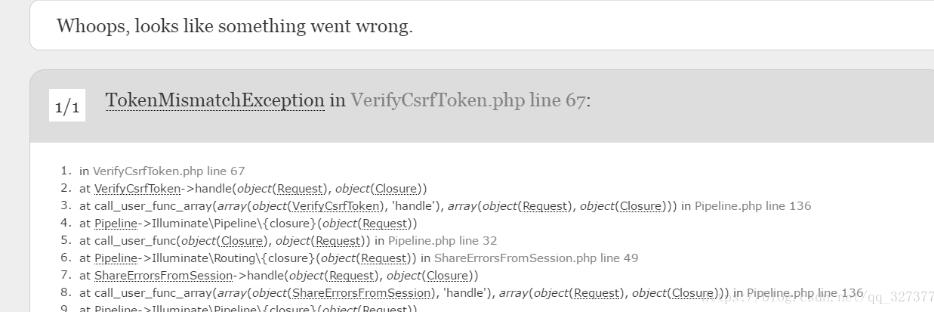 Whoops, looks like something went wrong.
1/1 TokenMismatchException in VerifyCsrfToken.php line 67:
1. in VerifyCsrfToken.php line 67
2. at VerifyCsrfToken->handle(object(Request), object(Closure))
3. at call_user_func_array(array(object(VerifyCsrfToken), 'handle'), array(object(Request), object(Closure))) in Pipeline.php line 136
4. at Pipeline->Illuminate\Pipeline\{closure}(object(Request))
5. at call_user_func(object(Closure), object(Request)) in Pipeline.php line 32
6. at Pipeline->Illuminate\Routing\{closure}(object(Request)) in ShareErrorsFromSession.php line 49
7. at ShareErrorsFromSession->handle(object(Request), object(Closure))
8. at call_user_func_array(array(object(ShareErrorsFromSession), 'handle'), array(object(Request), object(Closure))) in Pipeline.php line 136
9. at Pipeline->Illuminate\Pipeline\{closure}(object(Request))